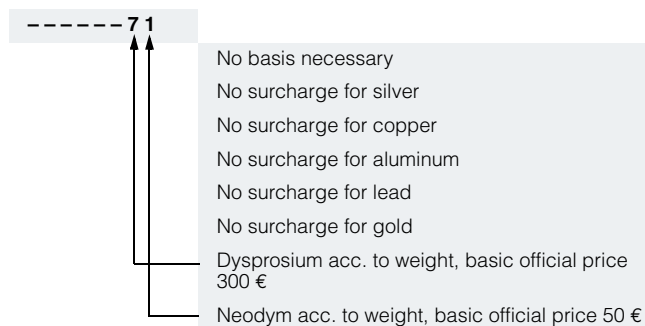 – – – – – – 7 1
No basis necessary
No surcharge for silver
No surcharge for copper
No surcharge for aluminum
No surcharge for lead
No surcharge for gold
Dysprosium acc. to weight, basic official price
300 €
Neodym acc. to weight, basic official price 50 €